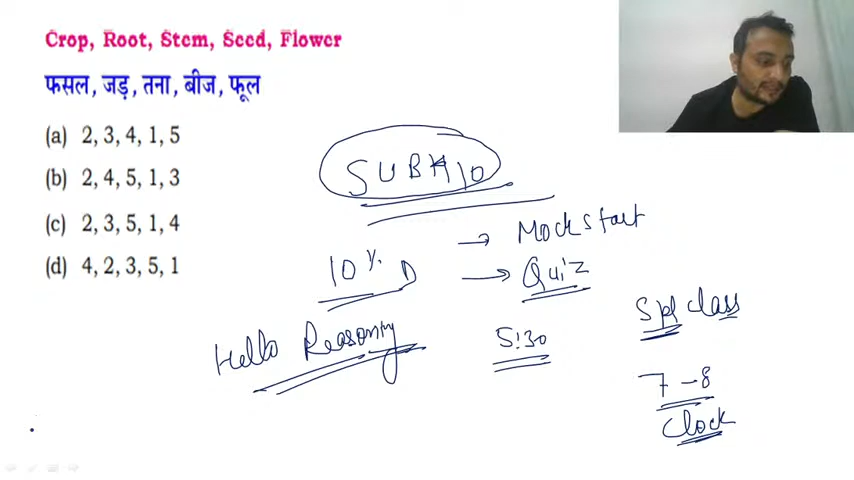 Crop, Root, Stem, Seed, Flower
फसल, जड़, तना, बीज, फूल
(a) 2, 3, 4, 1, 5
(b) 2, 4, 5, 1, 3
(c) 2, 3, 5, 1, 4
(d) 4, 2, 3, 5, 1
SUBH10
10% D
→ Mock start
→ Quiz
Hello Reasoning
5:30
Spl class
7-8
Clock